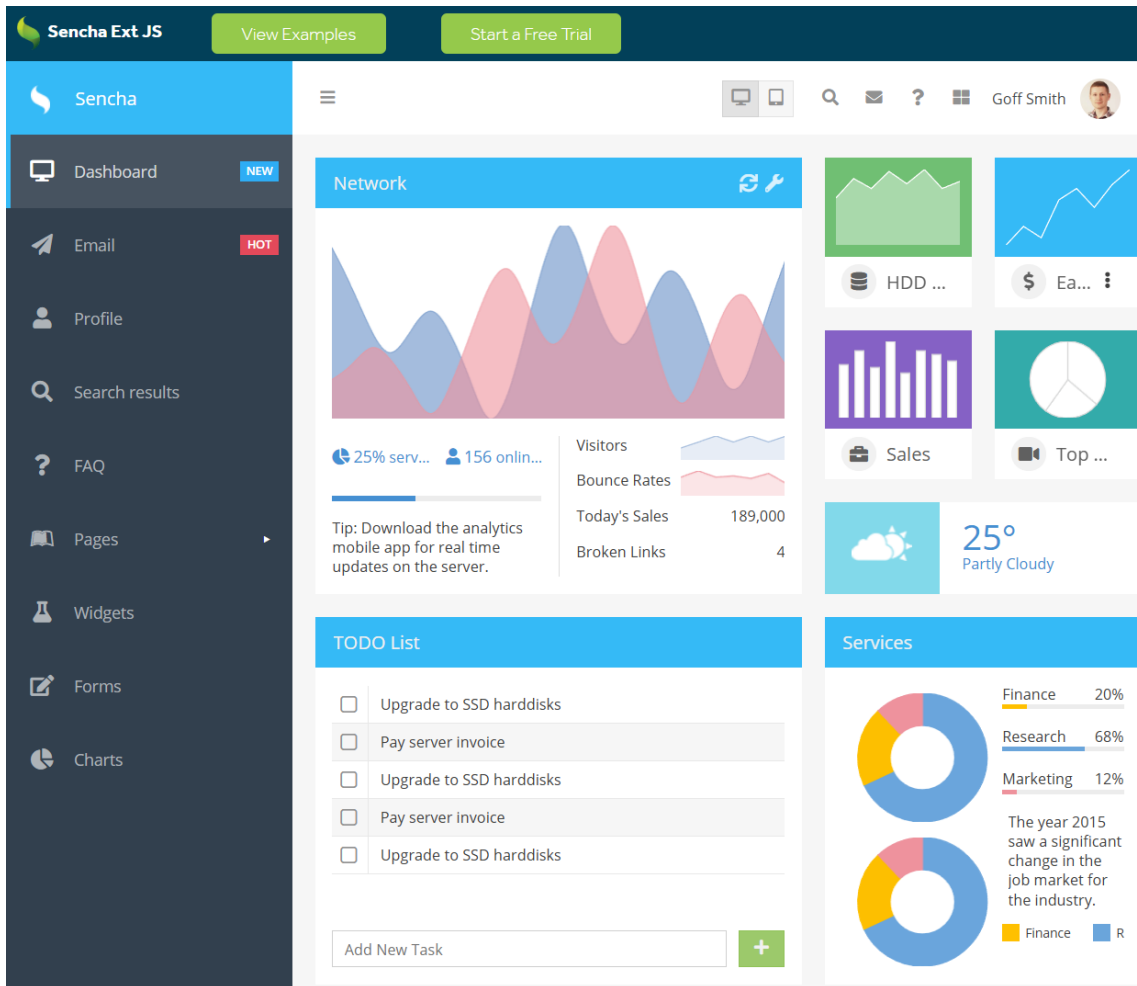 Sencha Ext JS
View Examples
Start a Free Trial
Sencha
Goff Smith
Dashboard
NEW
Email
HOT
Profile
Search results
FAQ
Pages
Widgets
Forms
Charts
Network
25% serv...
156 onlin...
Tip: Download the analytics
mobile app for real time
updates on the server.
Visitors
Bounce Rates
Today's Sales 189,000
Broken Links 4
HDD ...
Ea...
Sales
Top ...
25°
Partly Cloudy
TODO List
Upgrade to SSD harddisks
Pay server invoice
Upgrade to SSD harddisks
Pay server invoice
Upgrade to SSD harddisks
Add New Task
Services
Finance 20%
Research 68%
Marketing 12%
The year 2015
saw a significant
change in the
job market for
the industry.
Finance R